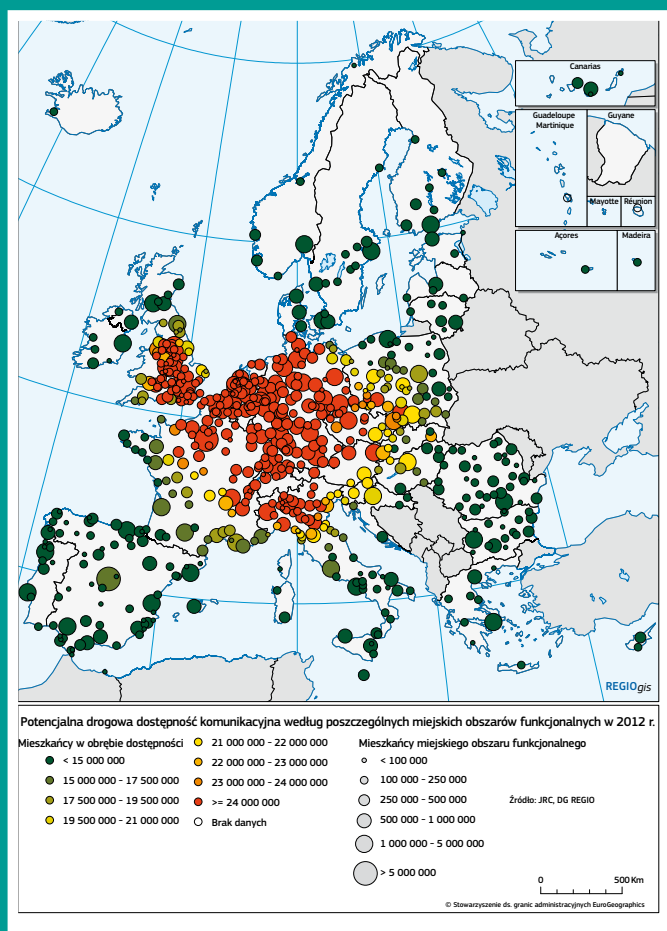 Canarias
Guadeloupe
Martinique
Guyane
Mayotte
Réunion
Açores
Madeira
REGIOgis
Potencjalna drogowa dostępność komunikacyjna według poszczególnych miejskich obszarów funkcjonalnych w 2012 r.
Mieszkańcy w obrębie dostępności
< 15 000 000
15 000 000 - 17 500 000
17 500 000 - 19 500 000
19 500 000 - 21 000 000
21 000 000 - 22 000 000
22 000 000 - 23 000 000
23 000 000 - 24 000 000
>= 24 000 000
Brak danych
Mieszkańcy miejskiego obszaru funkcjonalnego
< 100 000
100 000 - 250 000
250 000 - 500 000
500 000 - 1 000 000
1 000 000 - 5 000 000
> 5 000 000
Źródło: JRC, DG REGIO
0 500 Km
© Stowarzyszenie ds. granic administracyjnych EuroGeographics